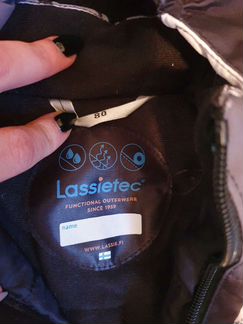 80
Lassietec®
FUNCTIONAL OUTERWEAR
SINCE 1959
name
WWW.LASSIE.FI